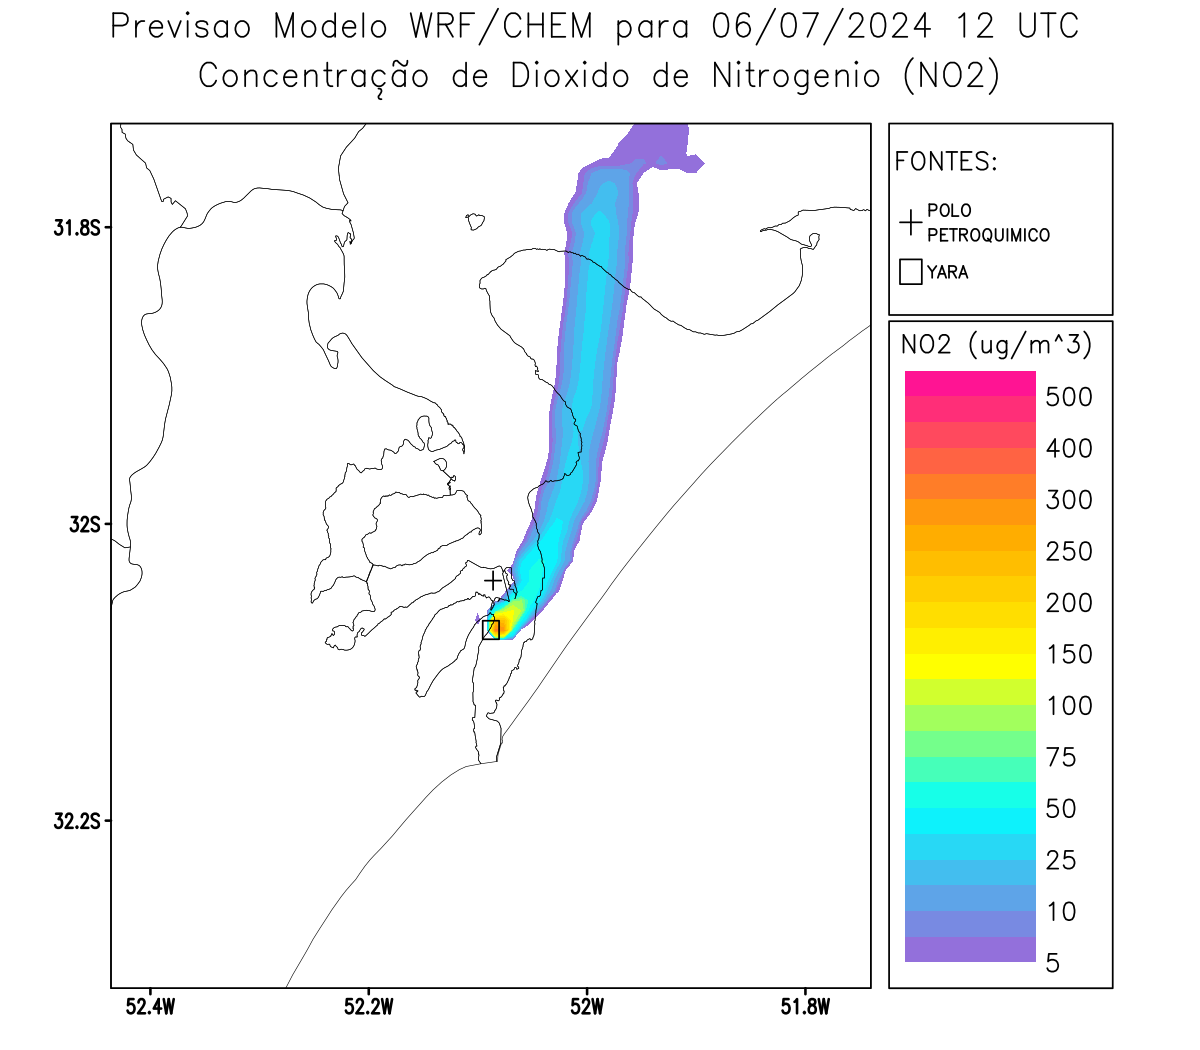 Previsao Modelo WRF/CHEM para 06/07/2024 12 UTC
Concentração de Dioxido de Nitrogenio (NO2)
FONTES:
POLO
PETROQUIMICO
YARA
NO2 (ug/m^3)
500
400
300
250
200
150
100
75
50
25
10
5
31.8S
32S
32.2S
52.4W
52.2W
52W
51.8W